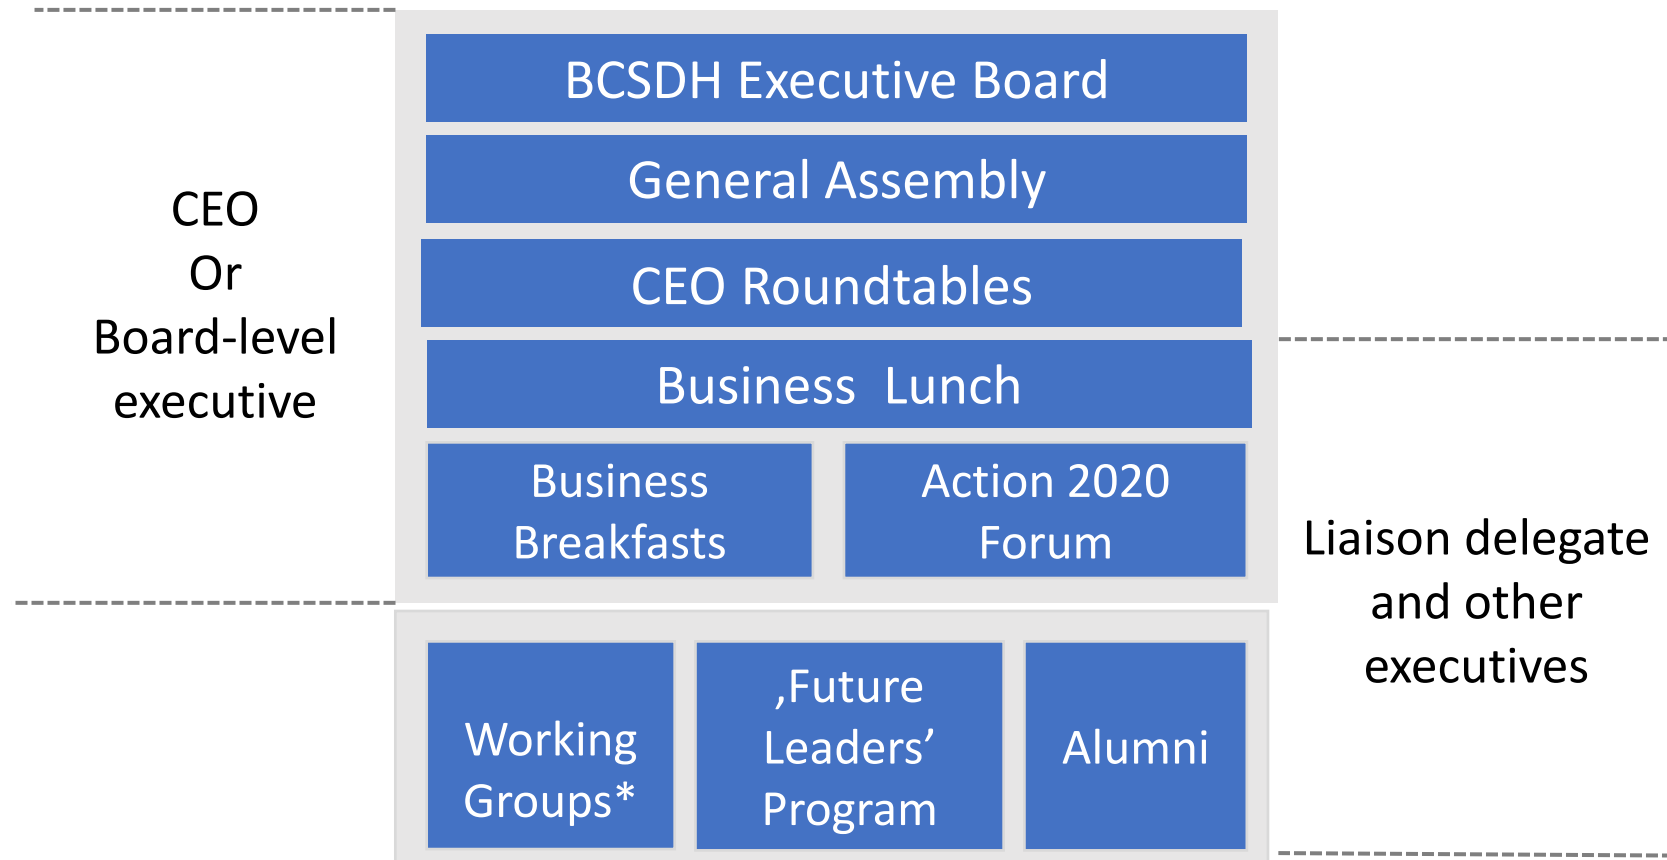 BCSDH Executive Board
General Assembly
CEO Roundtables
Business  Lunch
Business
Breakfasts
Action 2020
Forum
Working
Groups*
‚Future
Leaders’
Program
Alumni
CEO
Or
Board-level
executive
Liaison delegate
and other
executives